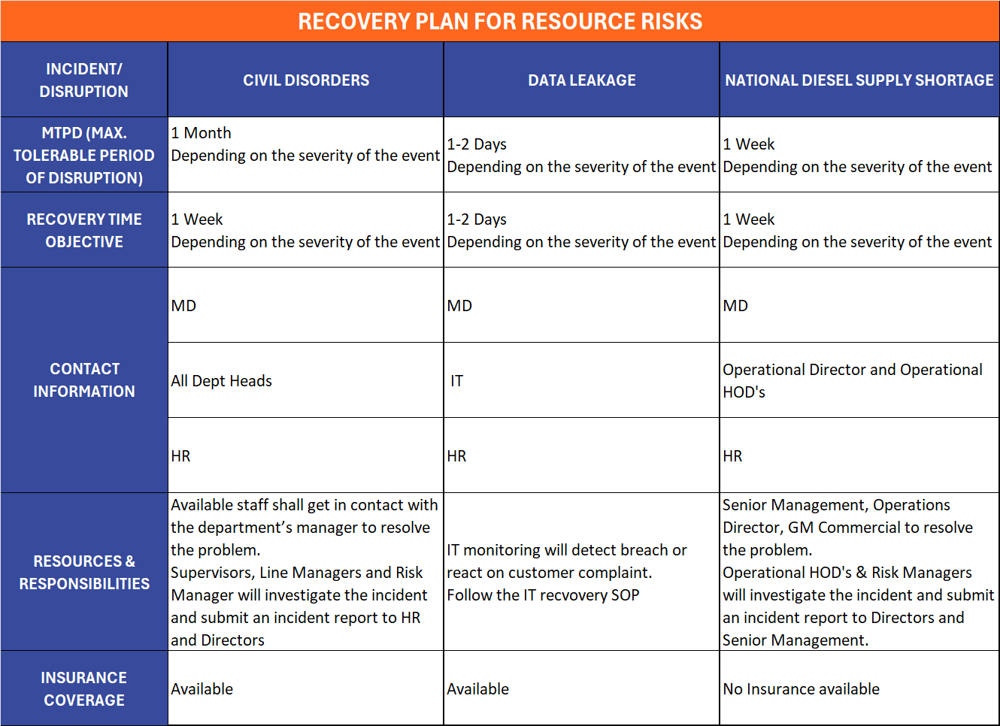 RECOVERY PLAN FOR RESOURCE RISKS
INCIDENT/
DISRUPTION
CIVIL DISORDERS
DATA LEAKAGE
NATIONAL DIESEL SUPPLY SHORTAGE
MTPD (MAX.
TOLERABLE PERIOD
OF DISRUPTION)
1 Month
Depending on the severity of the event
1-2 Days
Depending on the severity of the event
1 Week
Depending on the severity of the event
RECOVERY TIME
OBJECTIVE
1 Week
Depending on the severity of the event
1-2 Days
Depending on the severity of the event
1 Week
Depending on the severity of the event
CONTACT
INFORMATION
MD
MD
MD
All Dept Heads
IT
Operational Director and Operational
HOD's
HR
HR
HR
RESOURCES &
RESPONSIBILITIES
Available staff shall get in contact with
the department’s manager to resolve
the problem.
Supervisors, Line Managers and Risk
Manager will investigate the incident
and submit an incident report to HR
and Directors
IT monitoring will detect breach or
react on customer complaint.
Follow the IT recvovery SOP
Senior Management, Operations
Director, GM Commercial to resolve
the problem.
Operational HOD's & Risk Managers
will investigate the incident and submit
an incident report to Directors and
Senior Management.
INSURANCE
COVERAGE
Available
Available
No Insurance available